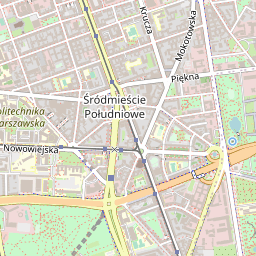 Krucza
Mokotowska
Piękna
Śródmieście
Południowe
olitechnika
arszawska
Nowowiejska